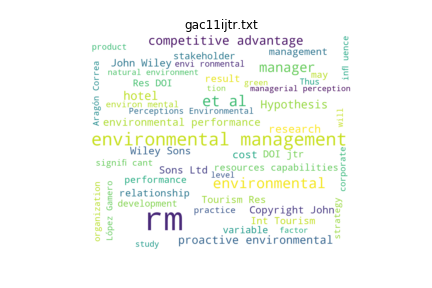 gac11ijtr.txt
competitive advantage
product
stakeholder
management
infl uence
John Wiley
envi ronmental
manager
natural environment
result
may
Aragón Correa
Res DOI
tion
green
Thus
managerial perception
hotel
et al
Hypothesis
environ mental
Perceptions Environmental
environmental performance
research
will
environmental management
Wiley Sons
cost
DOI jtr
signifi cant
Sons Ltd
resources capabilities
corporate
level
performance
environmental
relationship
organization
López Gamero
development
Tourism Res
practice
Copyright John
strategy
rm
Int Tourism
variable
factor
study
proactive environmental